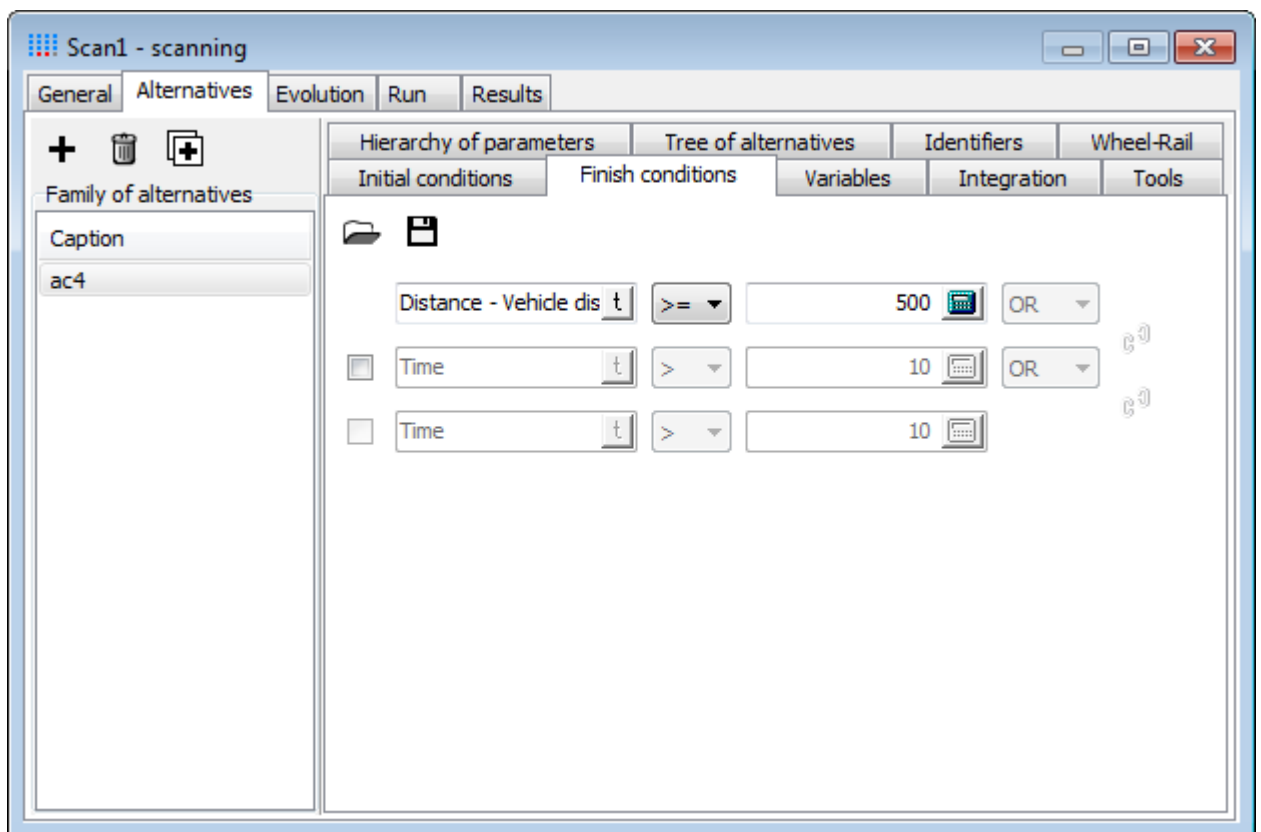 Scan1 - scanning
General Alternatives Evolution Run Results
Hierarchy of parameters Tree of alternatives Identifiers Wheel-Rail
Initial conditions Finish conditions Variables Integration Tools
Family of alternatives
Caption
ac4
Distance - Vehicle dis t >= 500 OR
Time t > 10 OR
Time t > 10